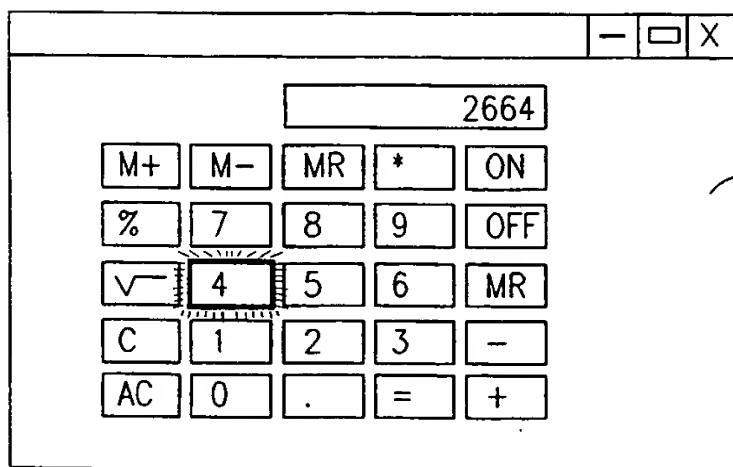 — X
2664
M+ M− MR * ON
% 7 8 9 OFF
√ 4 5 6 MR
C 1 2 3 −
AC 0 . = +